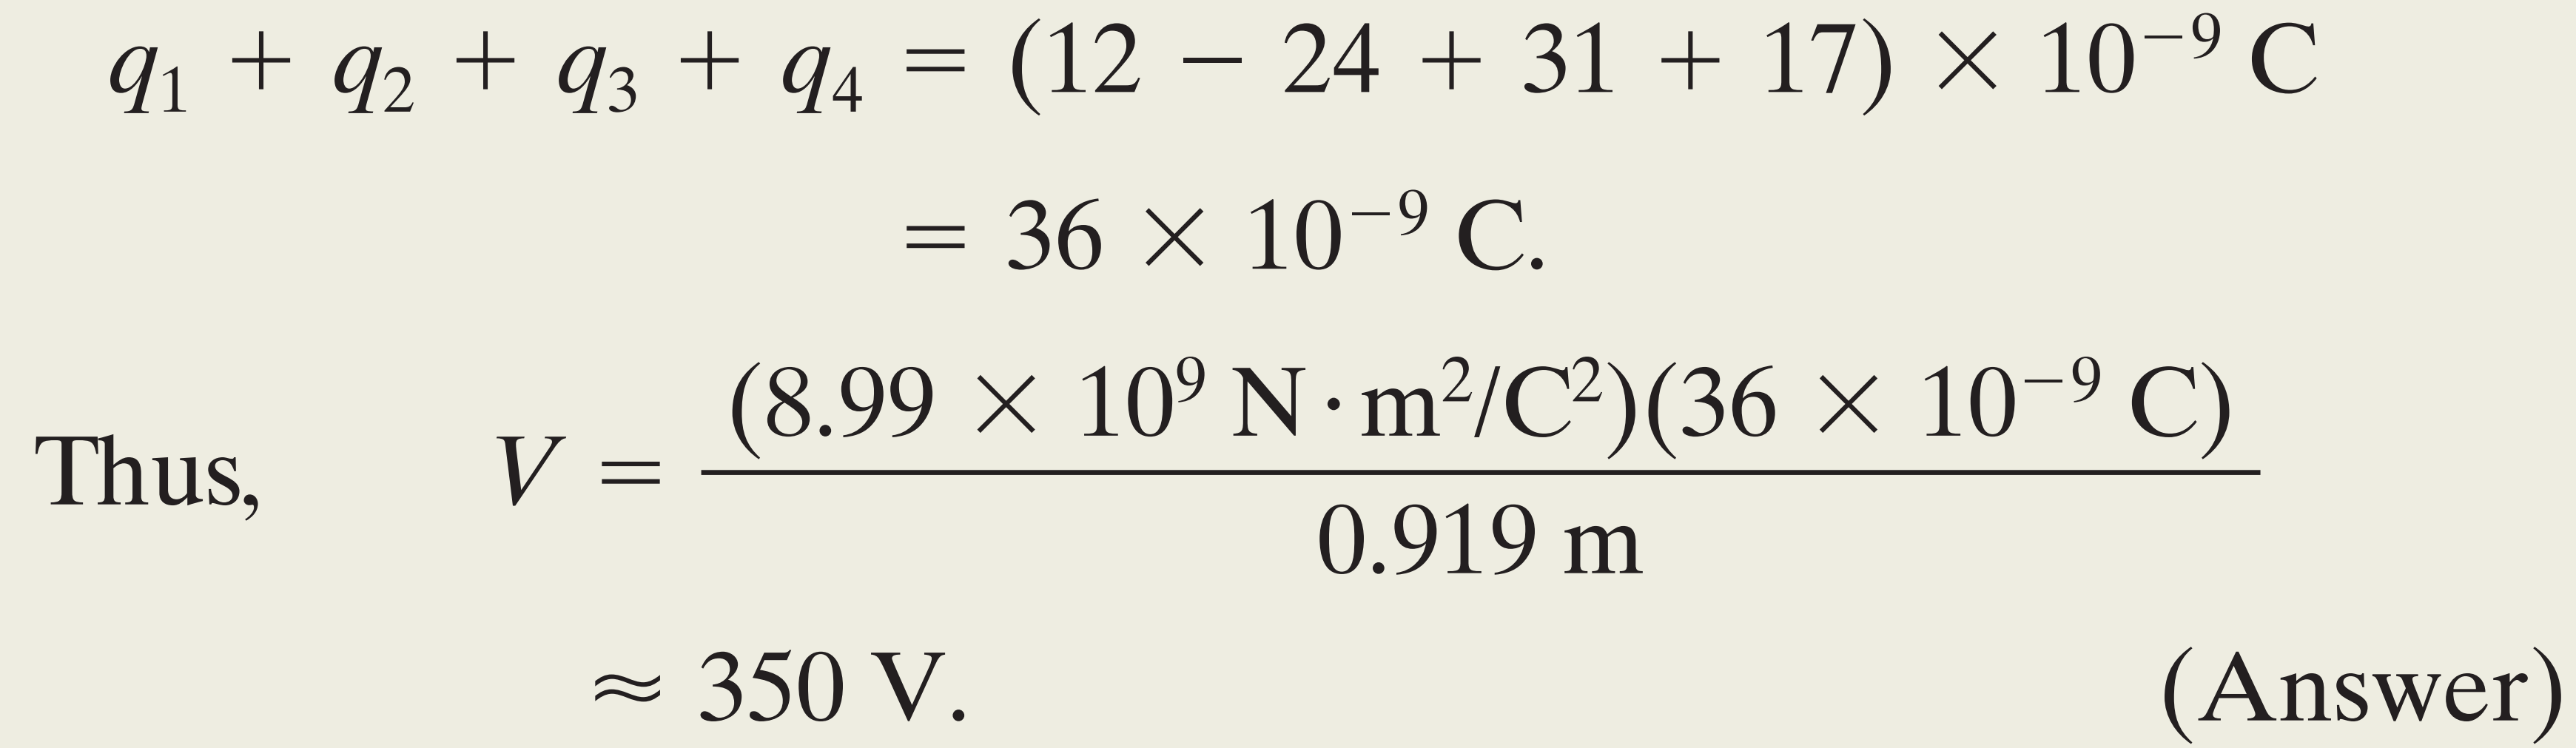 q₁ + q₂ + q₃ + q₄ = (12 − 24 + 31 + 17) × 10⁻⁹ C
= 36 × 10⁻⁹ C.
Thus, V = (8.99 × 10⁹ N·m²/C²)(36 × 10⁻⁹ C)
0.919 m
≈ 350 V. (Answer)